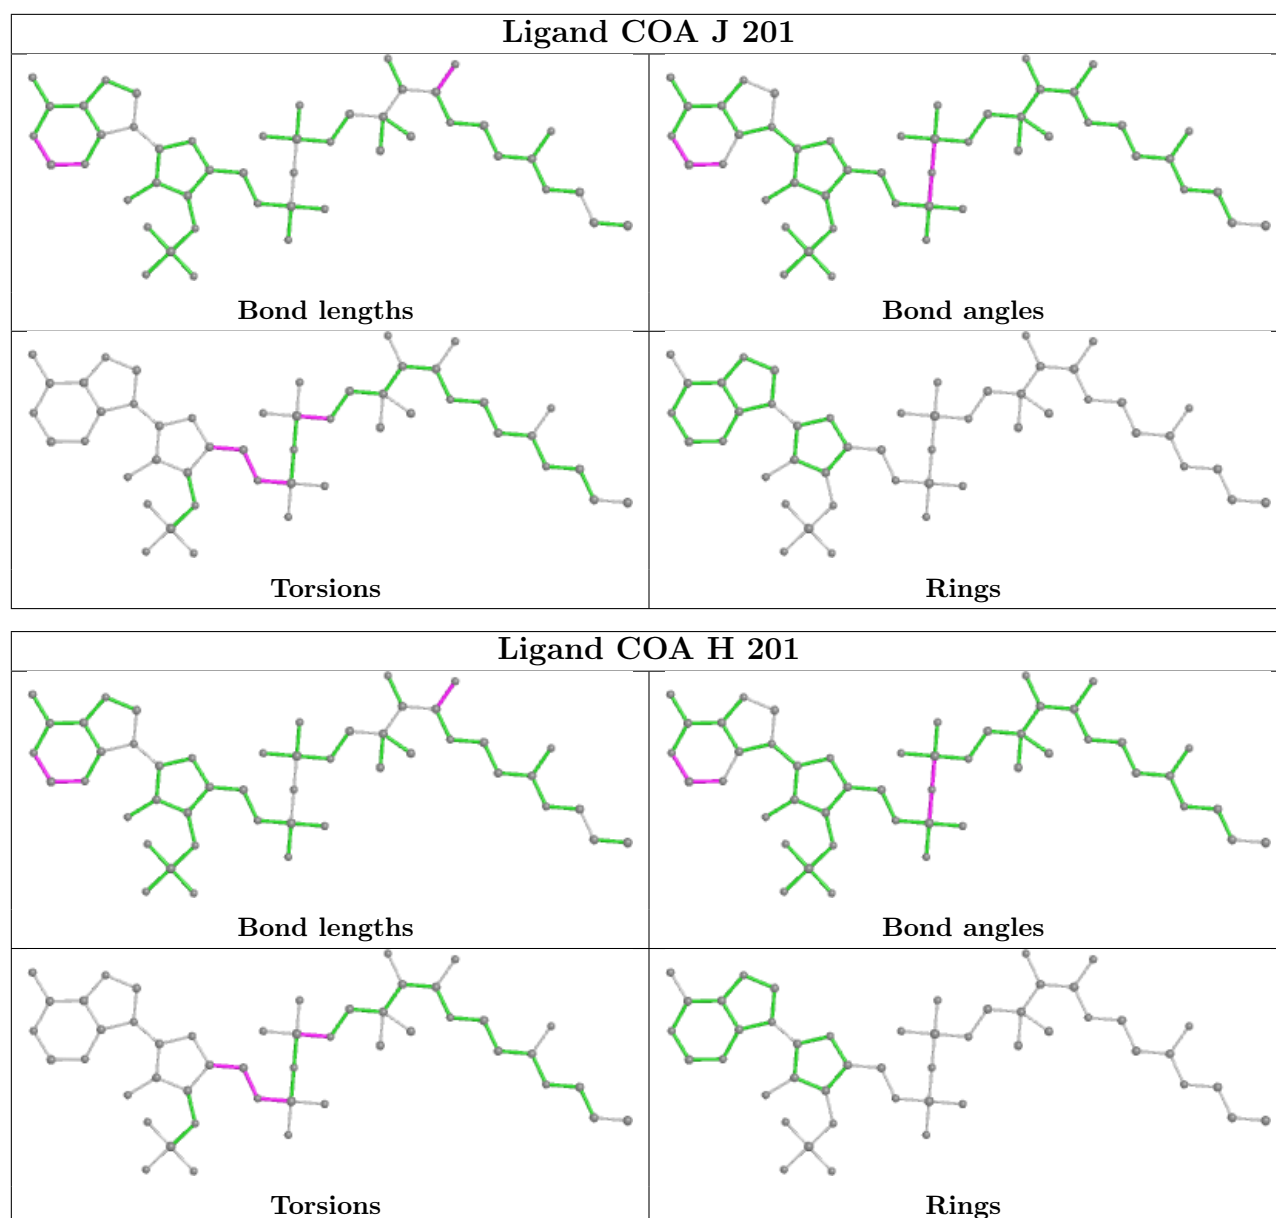 Ligand COA J 201
Bond lengths
Bond angles
Torsions
Rings
Ligand COA H 201
Bond lengths
Bond angles
Torsions
Rings